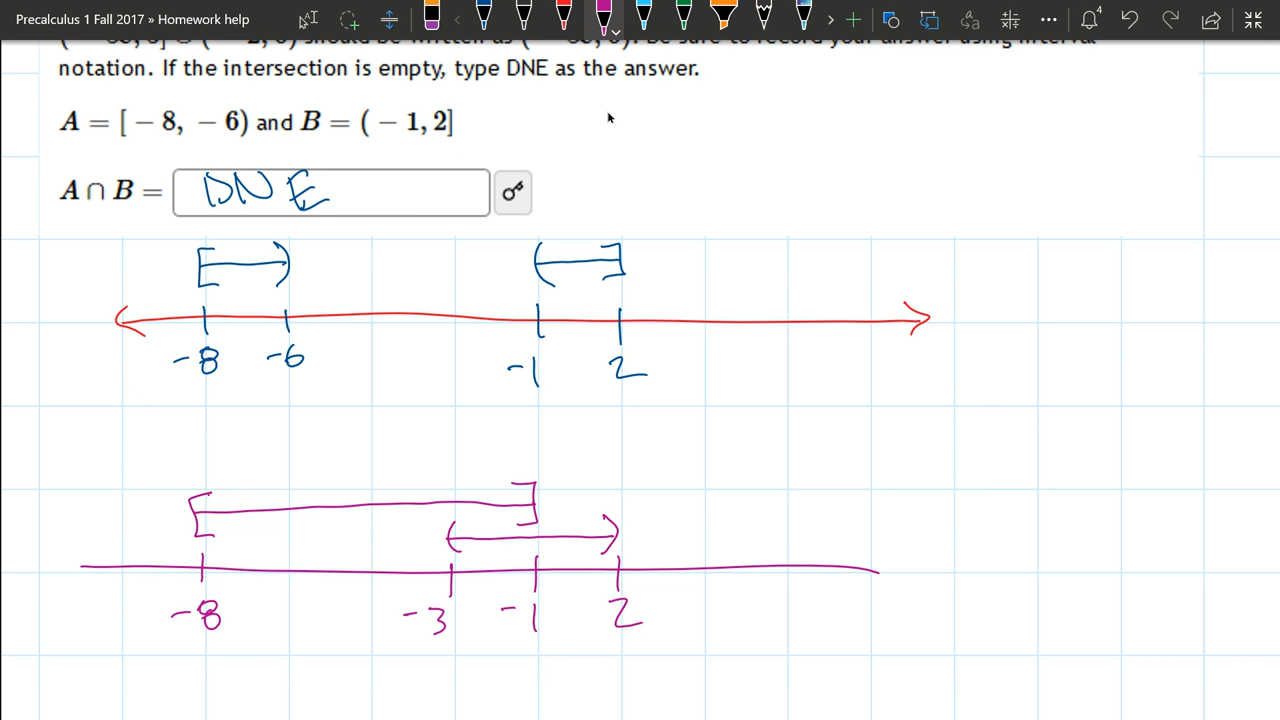 Precalculus 1 Fall 2017 » Homework help
4
notation. If the intersection is empty, type DNE as the answer.
A = [ − 8, − 6) and B = ( − 1, 2]
A ∩ B = DNE
-8 -6 -1 2
-8 -3 -1 2